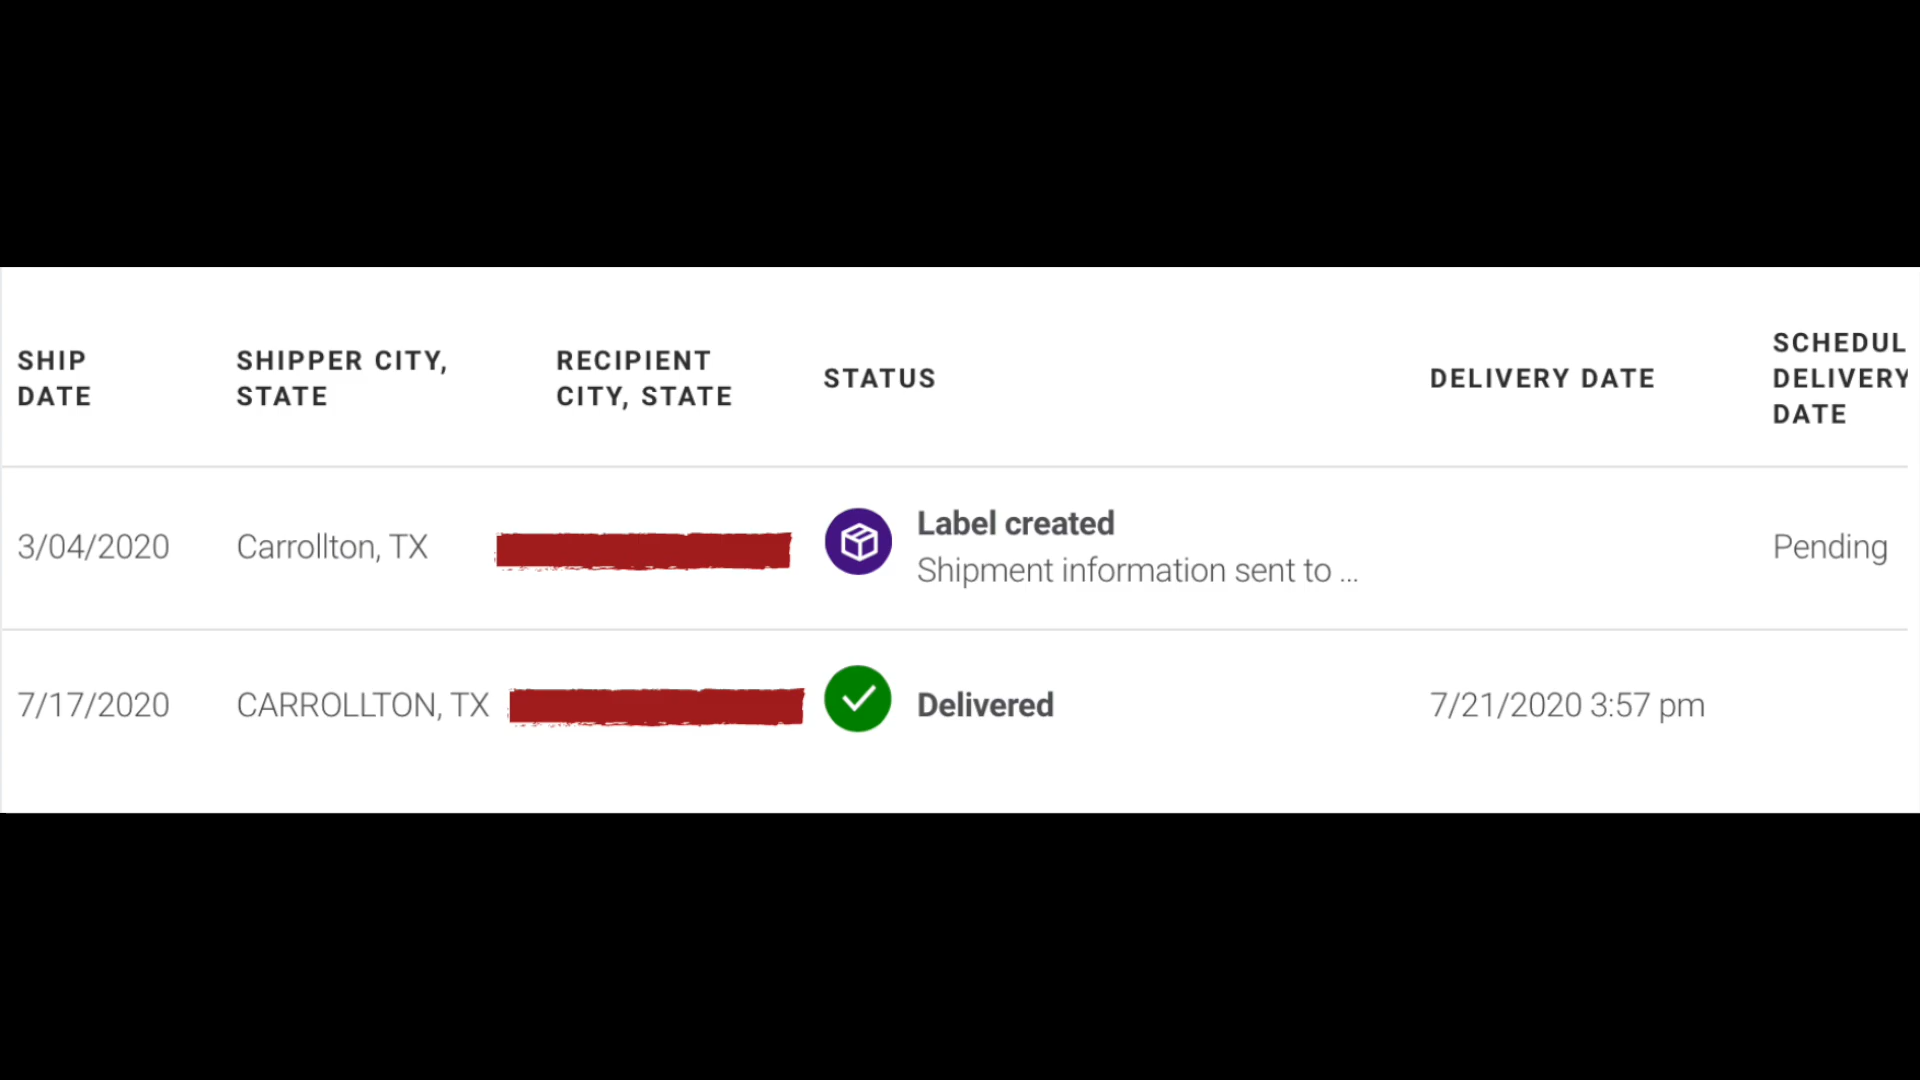 SHIP
DATE
SHIPPER CITY,
STATE
RECIPIENT
CITY, STATE
STATUS
DELIVERY DATE
SCHEDUL
DELIVERY
DATE
3/04/2020
Carrollton, TX
Label created
Shipment information sent to ...
Pending
7/17/2020
CARROLLTON, TX
Delivered
7/21/2020 3:57 pm